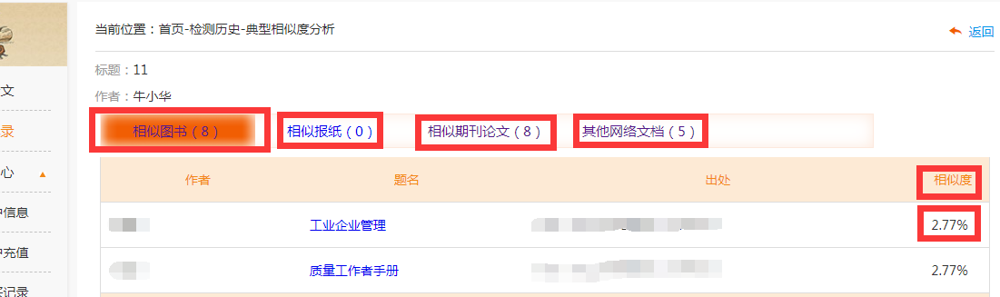 当前位置：首页-检测历史-典型相似度分析
返回
标题：11
作者：牛小华
文
录
心
信息
充值
记录
相似图书（8）
相似报纸（0）
相似期刊论文（8）
其他网络文档（5）
作者 题名 出处 相似度
工业企业管理 2.77%
质量工作者手册 2.77%